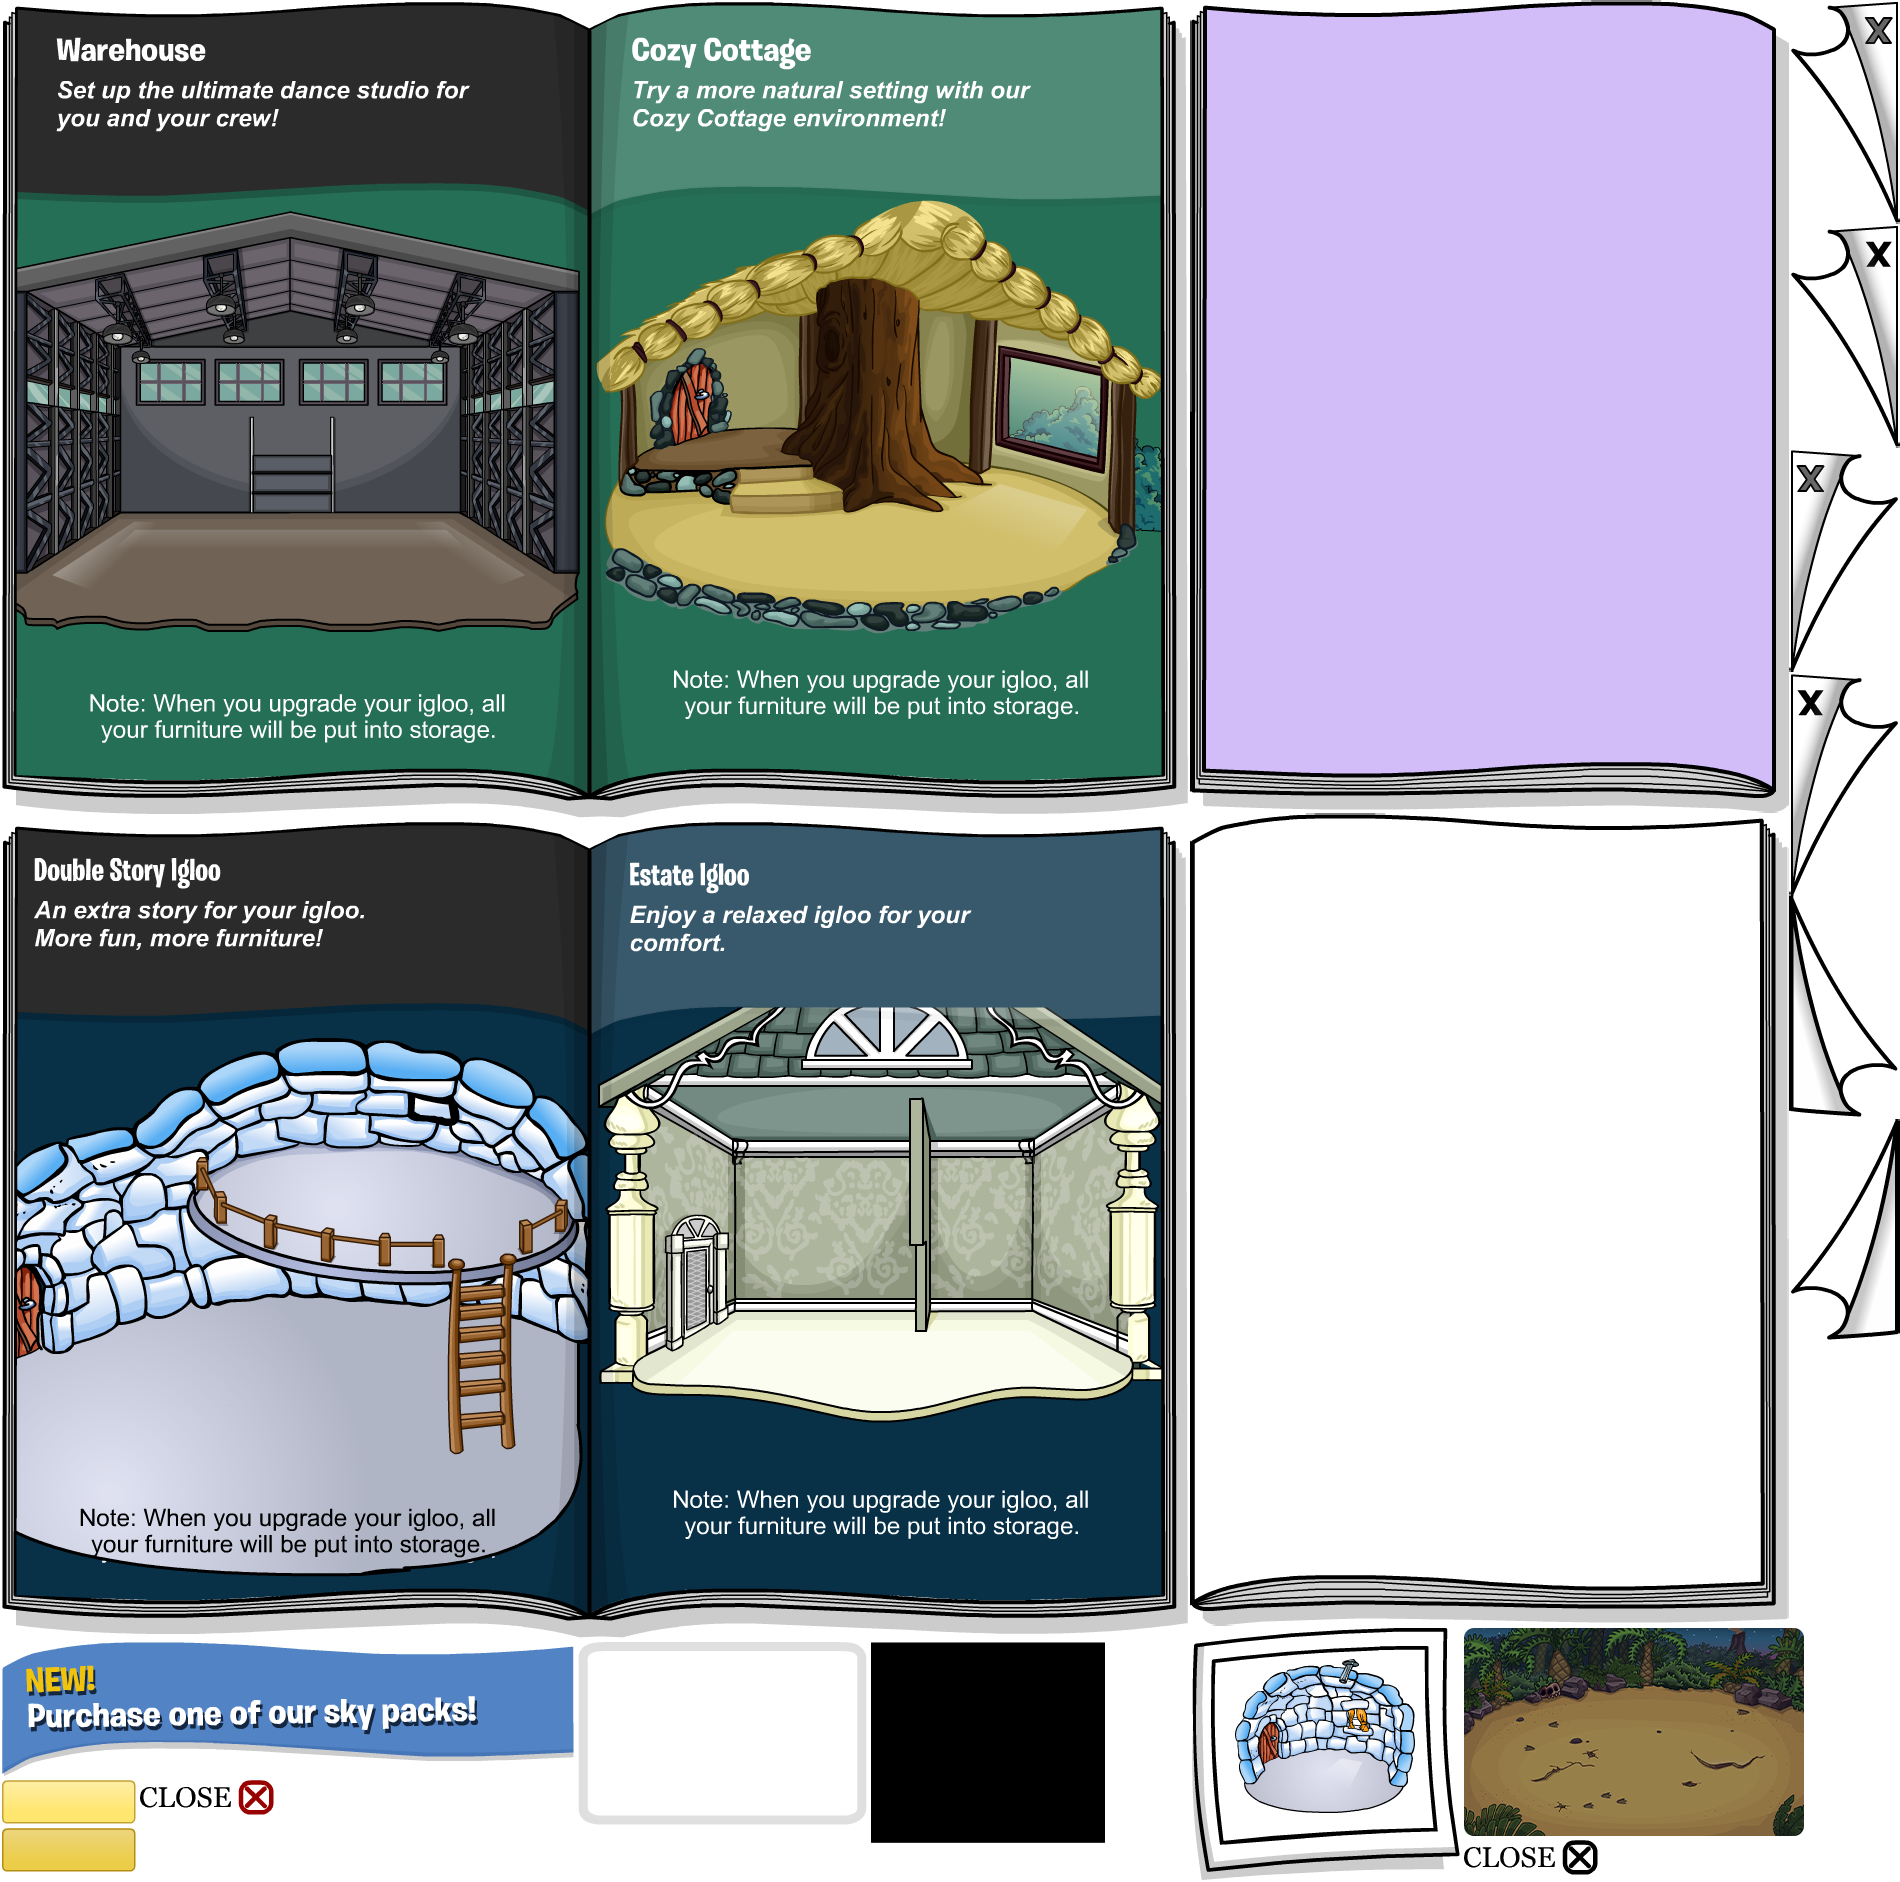 Warehouse
Set up the ultimate dance studio for
you and your crew!
Note: When you upgrade your igloo, all
your furniture will be put into storage.
Cozy Cottage
Try a more natural setting with our
Cozy Cottage environment!
Note: When you upgrade your igloo, all
your furniture will be put into storage.
X
X
X
X
Double Story Igloo
An extra story for your igloo.
More fun, more furniture!
Note: When you upgrade your igloo, all
your furniture will be put into storage.
Estate Igloo
Enjoy a relaxed igloo for your
comfort.
Note: When you upgrade your igloo, all
your furniture will be put into storage.
NEW!
Purchase one of our sky packs!
CLOSE
CLOSE